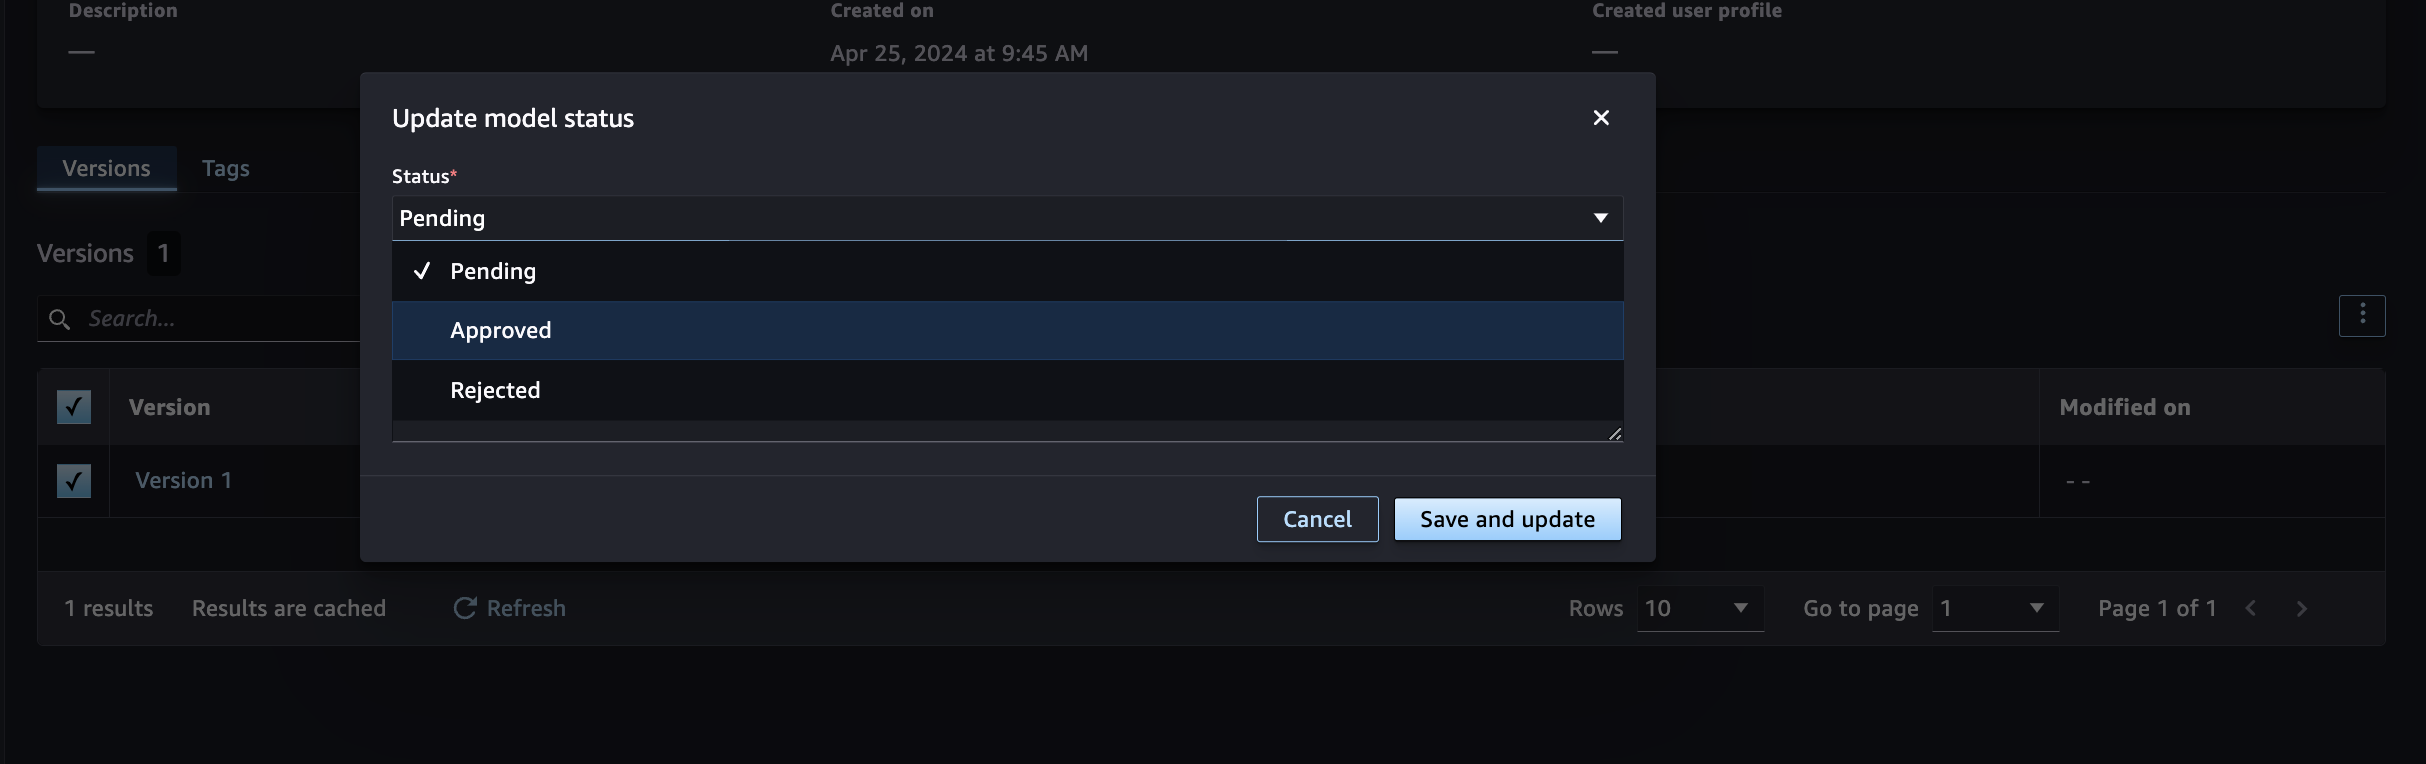 Description
Created on
Created user profile
—
Apr 25, 2024 at 9:45 AM
—
Update model status
Status*
Pending
Pending
Approved
Rejected
Cancel
Save and update
Versions
Tags
Versions 1
Search...
Version
Modified on
Version 1
--
1 results
Results are cached
Refresh
Rows 10
Go to page 1
Page 1 of 1